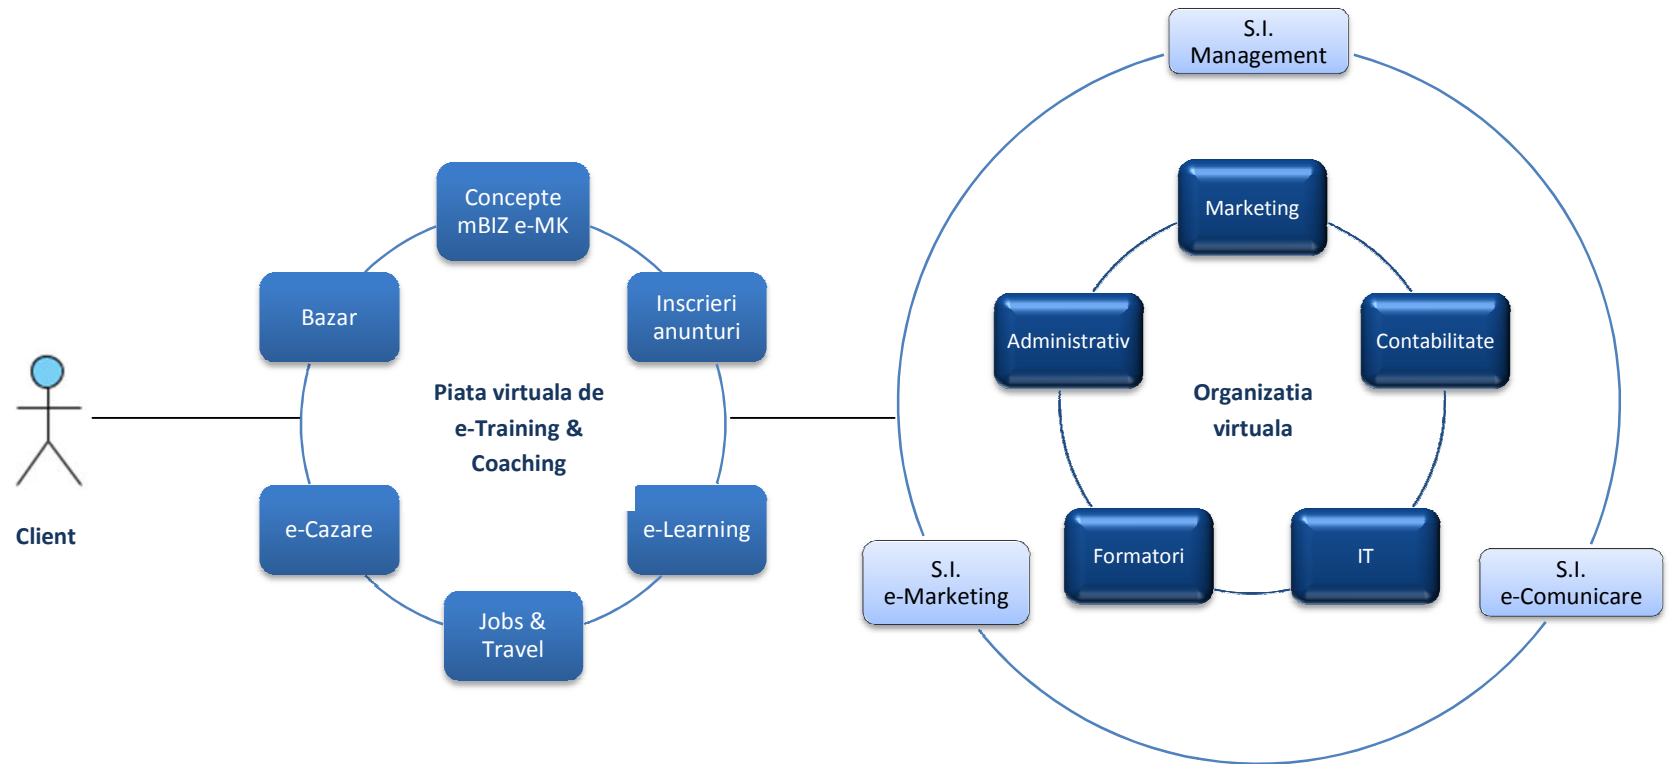 S.I.
Management
Concepte
mBIZ e-MK
Marketing
Bazar
Inscrieri
anunturi
Administrativ
Contabilitate
Piata virtuala de
e-Training &
Coaching
Organizatia
virtuala
Client
e-Cazare
e-Learning
Formatori
IT
S.I.
e-Marketing
S.I.
e-Comunicare
Jobs &
Travel